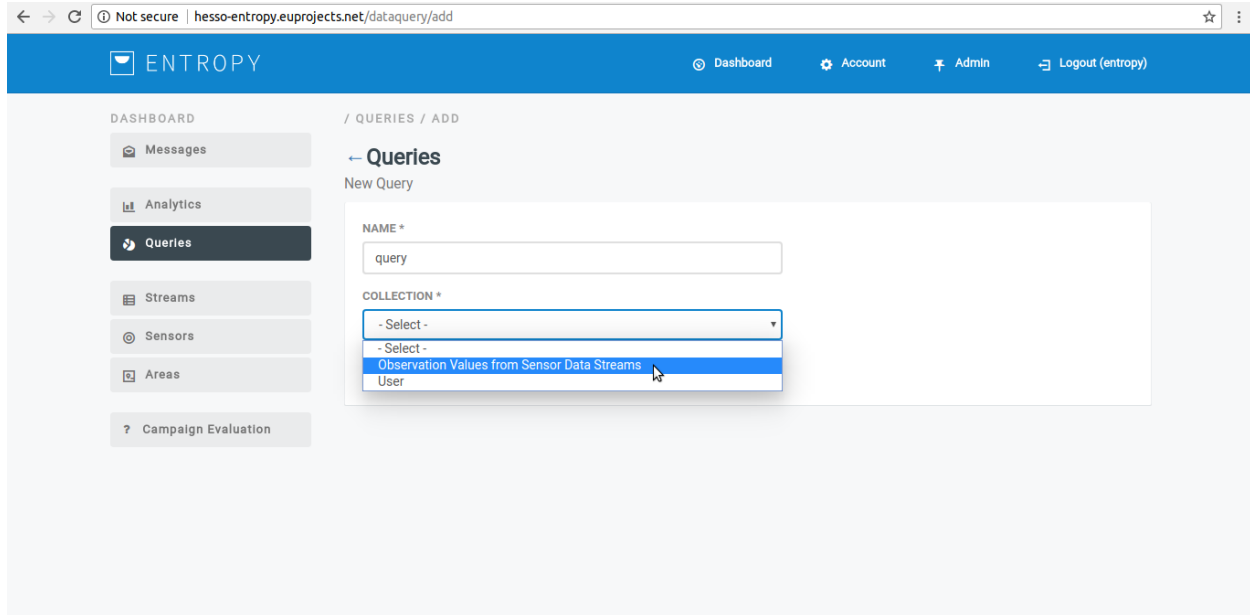 Not secure | hesso-entropy.euprojects.net/dataquery/add
ENTROPY
Dashboard
Account
Admin
Logout (entropy)
DASHBOARD
Messages
Analytics
Queries
Streams
Sensors
Areas
? Campaign Evaluation
/ QUERIES / ADD
←Queries
New Query
NAME *
query
COLLECTION *
- Select -
- Select -
Observation Values from Sensor Data Streams
User